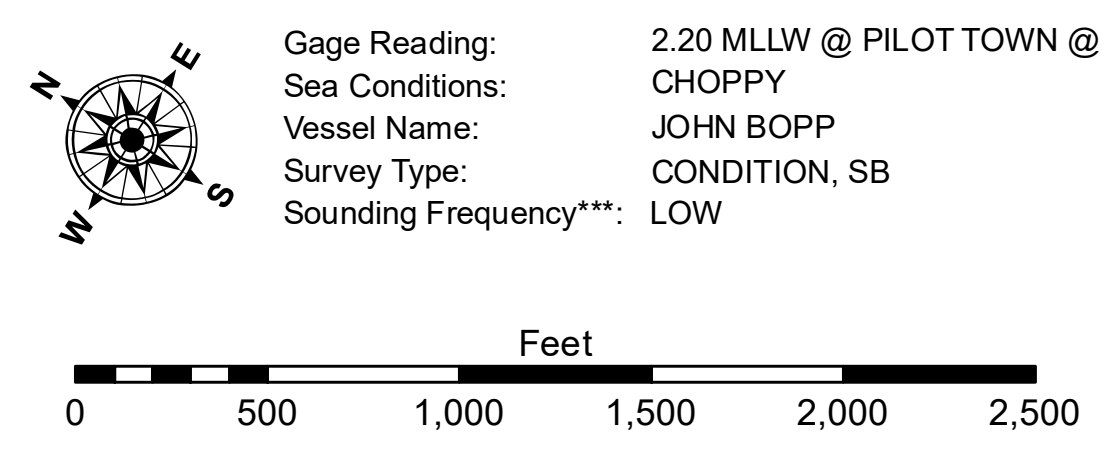 N
E
S
W
Gage Reading: 2.20 MLLW @ PILOT TOWN @
Sea Conditions: CHOPPY
Vessel Name: JOHN BOPP
Survey Type: CONDITION, SB
Sounding Frequency***: LOW
Feet
0 500 1,000 1,500 2,000 2,500